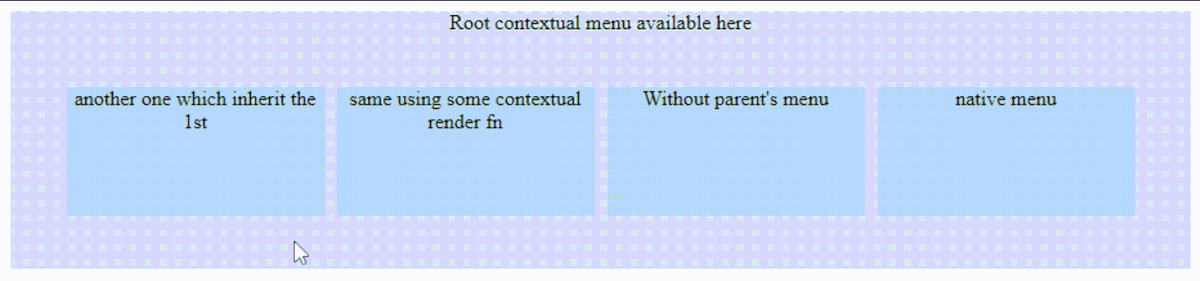 Root contextual menu available here
another one which inherit the
1st
same using some contextual
render fn
Without parent's menu
native menu